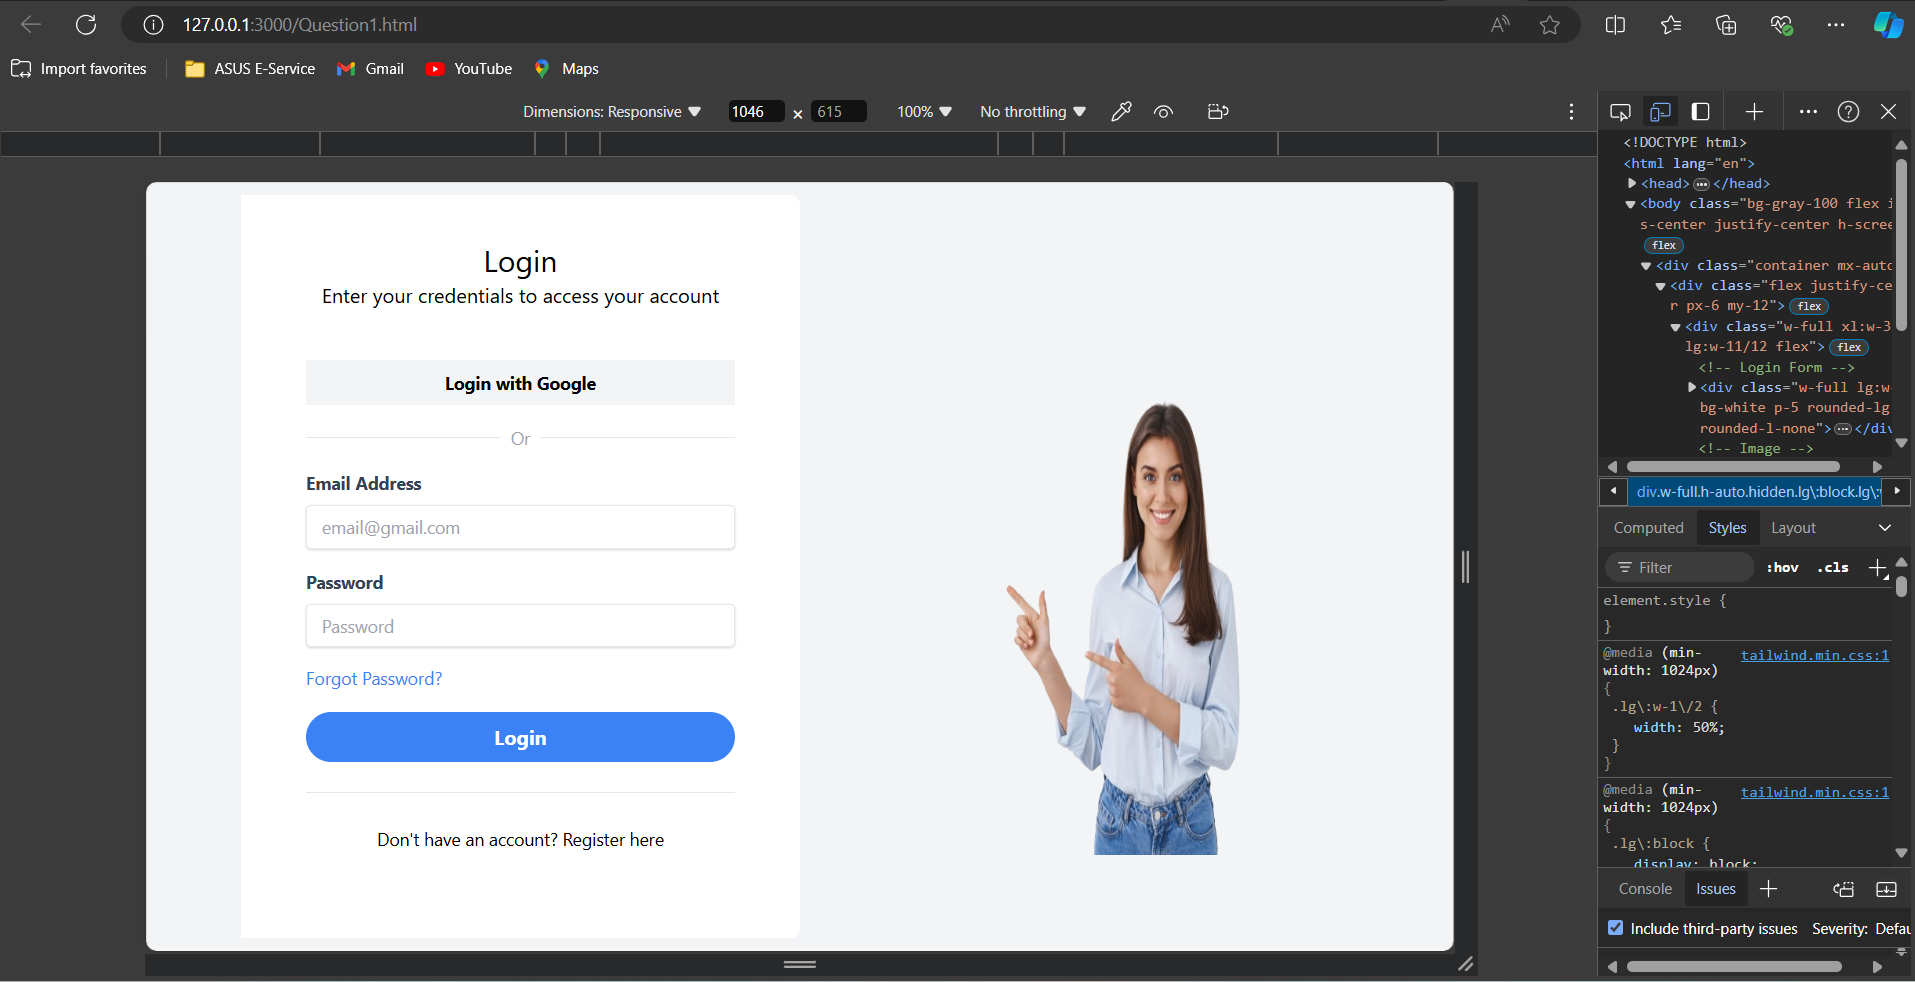 127.0.0.1:3000/Question1.html
Import favorites
ASUS E-Service
Gmail
YouTube
Maps
Dimensions: Responsive
1046 × 615
100%
No throttling
Login
Enter your credentials to access your account
Login with Google
Or
Email Address
email@gmail.com
Password
Password
Forgot Password?
Login
Don't have an account? Register here
<!DOCTYPE html>
<html lang="en">
<head> </head>
<body class="bg-gray-100 flex i
s-center justify-center h-scree
flex
<div class="container mx-auto
<div class="flex justify-ce
r px-6 my-12"> flex
<div class="w-full xl:w-3
lg:w-11/12 flex"> flex
<!-- Login Form -->
<div class="w-full lg:w-
bg-white p-5 rounded-lg
rounded-l-none"> </div
<!-- Image -->
div.w-full.h-auto.hidden.lg\:block.lg\:
Computed
Styles
Layout
Filter
:hov
.cls
element.style {
}
@media (min-
width: 1024px)
tailwind.min.css:1
{
.lg\:w-1\/2 {
width: 50%;
}
}
@media (min-
width: 1024px)
tailwind.min.css:1
{
.lg\:block {
display: block;
Console
Issues
Include third-party issues
Severity: Defau